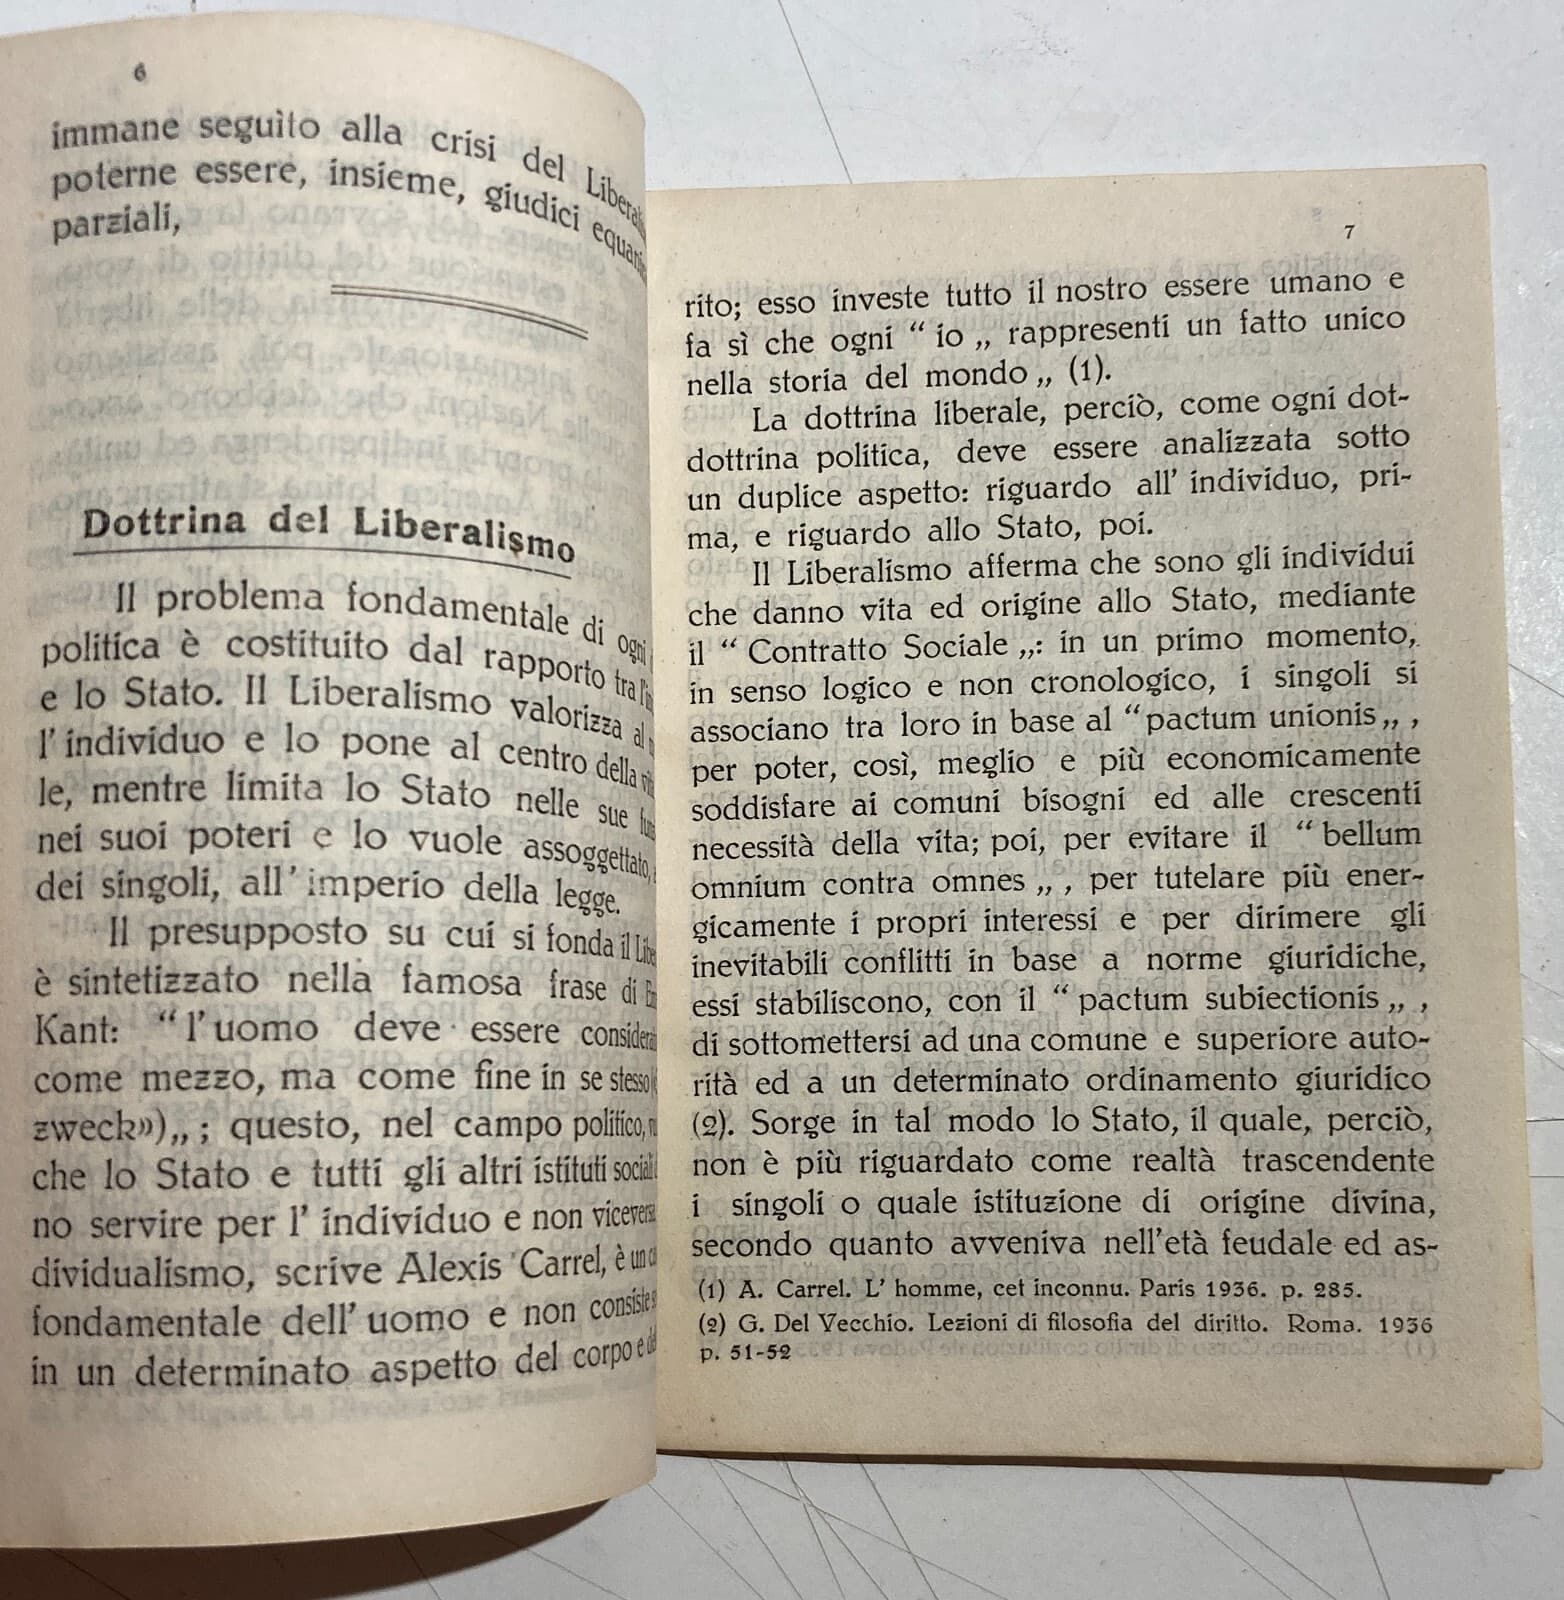 6
immane seguìto alla crisi del Liberal
poterne essere, insieme, giudici equani
parziali,
Dottrina del Liberalismo
Il problema fondamentale di ogni
politica è costituito dal rapporto tra l'in
e lo Stato. Il Liberalismo valorizza al
l' individuo e lo pone al centro della vita
le, mentre limita lo Stato nelle sue fun
nei suoi poteri e lo vuole assoggettato,
dei singoli, all' imperio della legge.
Il presupposto su cui si fonda il Libe
è sintetizzato nella famosa frase di Em
Kant: “ l' uomo deve essere considerat
come mezzo, ma come fine in se stesso
zweck»)„ ; questo, nel campo politico,
che lo Stato e tutti gli altri istituti sociali
no servire per l' individuo e non viceversa
dividualismo, scrive Alexis Carrel, è un ca
fondamentale dell' uomo e non consiste
in un determinato aspetto del corpo e
7
rito; esso investe tutto il nostro essere umano e
fa sì che ogni “ io „ rappresenti un fatto unico
nella storia del mondo „ (1).
La dottrina liberale, perciò, come ogni dot-
dottrina politica, deve essere analizzata sotto
un duplice aspetto: riguardo all' individuo, pri-
ma, e riguardo allo Stato, poi.
Il Liberalismo afferma che sono gli individui
che danno vita ed origine allo Stato, mediante
il “ Contratto Sociale „: in un primo momento,
in senso logico e non cronologico, i singoli si
associano tra loro in base al “ pactum unionis „ ,
per poter, così, meglio e più economicamente
soddisfare ai comuni bisogni ed alle crescenti
necessità della vita; poi, per evitare il “ bellum
omnium contra omnes „ , per tutelare più ener-
gicamente i propri interessi e per dirimere gli
inevitabili conflitti in base a norme giuridiche,
essi stabiliscono, con il “ pactum subiectionis „ ,
di sottomettersi ad una comune e superiore auto-
rità ed a un determinato ordinamento giuridico
(2). Sorge in tal modo lo Stato, il quale, perciò,
non è più riguardato come realtà trascendente
i singoli o quale istituzione di origine divina,
secondo quanto avveniva nell'età feudale ed as-
(1) A. Carrel. L' homme, cet inconnu. Paris 1936. p. 285.
(2) G. Del Vecchio. Lezioni di filosofia del diritto. Roma. 1936
p. 51-52